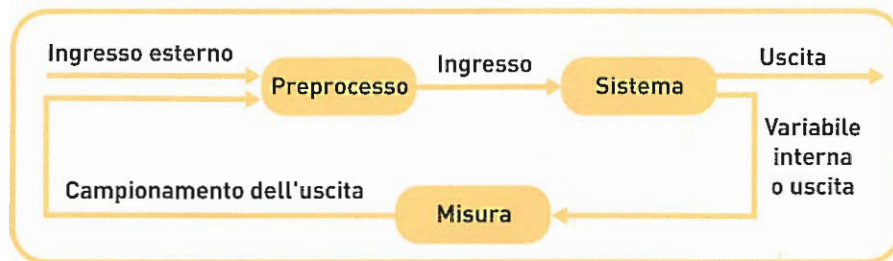 Ingresso esterno
Preprocesso
Ingresso
Sistema
Uscita
Variabile
interna
o uscita
Campionamento dell'uscita
Misura